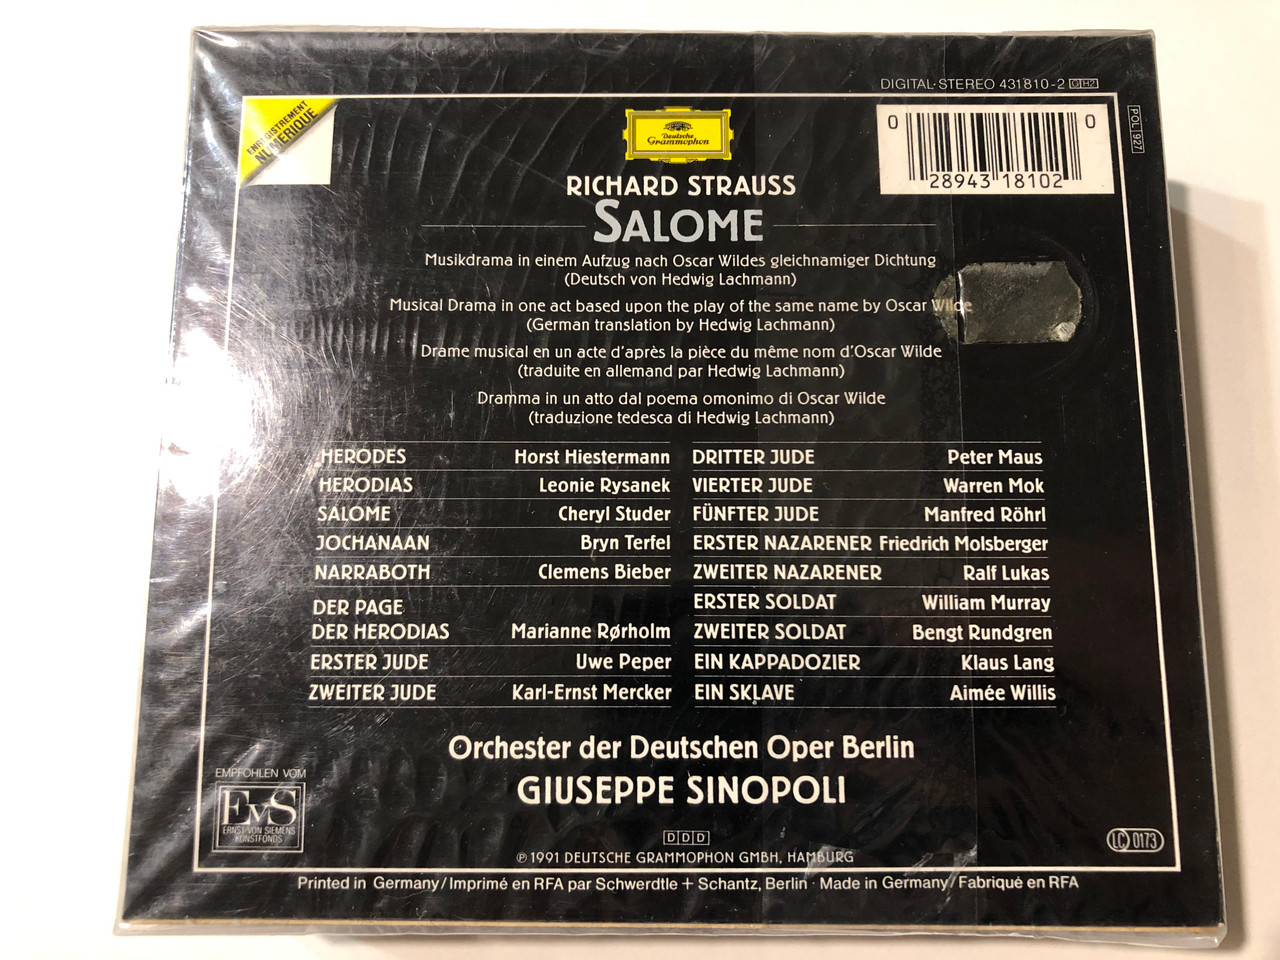 DIGITAL·STEREO 431 810-2 GH2
ENREGISTREMENT
NUMERIQUE
Deutsche
Grammophon
0 28943 18102 0
POL 927
RICHARD STRAUSS
SALOME
Musikdrama in einem Aufzug nach Oscar Wildes gleichnamiger Dichtung
(Deutsch von Hedwig Lachmann)
Musical Drama in one act based upon the play of the same name by Oscar Wilde
(German translation by Hedwig Lachmann)
Drame musical en un acte d'après la pièce du même nom d'Oscar Wilde
(traduite en allemand par Hedwig Lachmann)
Dramma in un atto dal poema omonimo di Oscar Wilde
(traduzione tedesca di Hedwig Lachmann)
HERODES Horst Hiestermann
HERODIAS Leonie Rysanek
SALOME Cheryl Studer
JOCHANAAN Bryn Terfel
NARRABOTH Clemens Bieber
DER PAGE
DER HERODIAS Marianne Rørholm
ERSTER JUDE Uwe Peper
ZWEITER JUDE Karl-Ernst Mercker
DRITTER JUDE Peter Maus
VIERTER JUDE Warren Mok
FÜNFTER JUDE Manfred Röhrl
ERSTER NAZARENER Friedrich Molsberger
ZWEITER NAZARENER Ralf Lukas
ERSTER SOLDAT William Murray
ZWEITER SOLDAT Bengt Rundgren
EIN KAPPADOZIER Klaus Lang
EIN SKLAVE Aimée Willis
Orchester der Deutschen Oper Berlin
GIUSEPPE SINOPOLI
EMPFOHLEN VOM
EVS
ERNST VON SIEMENS
KUNSTFONDS
DDD
℗ 1991 DEUTSCHE GRAMMOPHON GMBH, HAMBURG
LC 0173
Printed in Germany/Imprimé en RFA par Schwerdtle + Schantz, Berlin · Made in Germany/Fabriqué en RFA